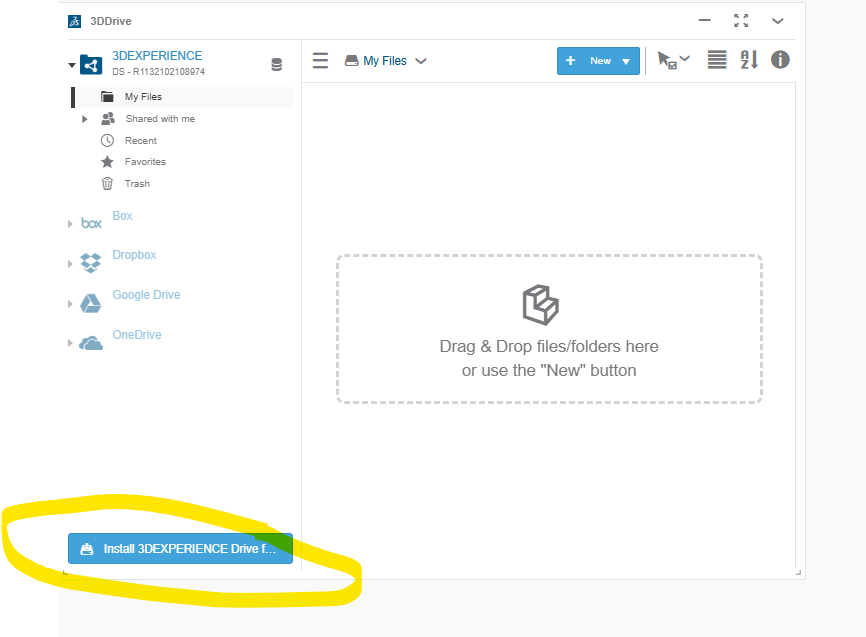 3DDrive
3DEXPERIENCE
DS - R1132102108974
My Files
Shared with me
Recent
Favorites
Trash
box
Box
Dropbox
Google Drive
OneDrive
Install 3DEXPERIENCE Drive f...
My Files
+ New
A
Z
i
Drag & Drop files/folders here
or use the "New" button